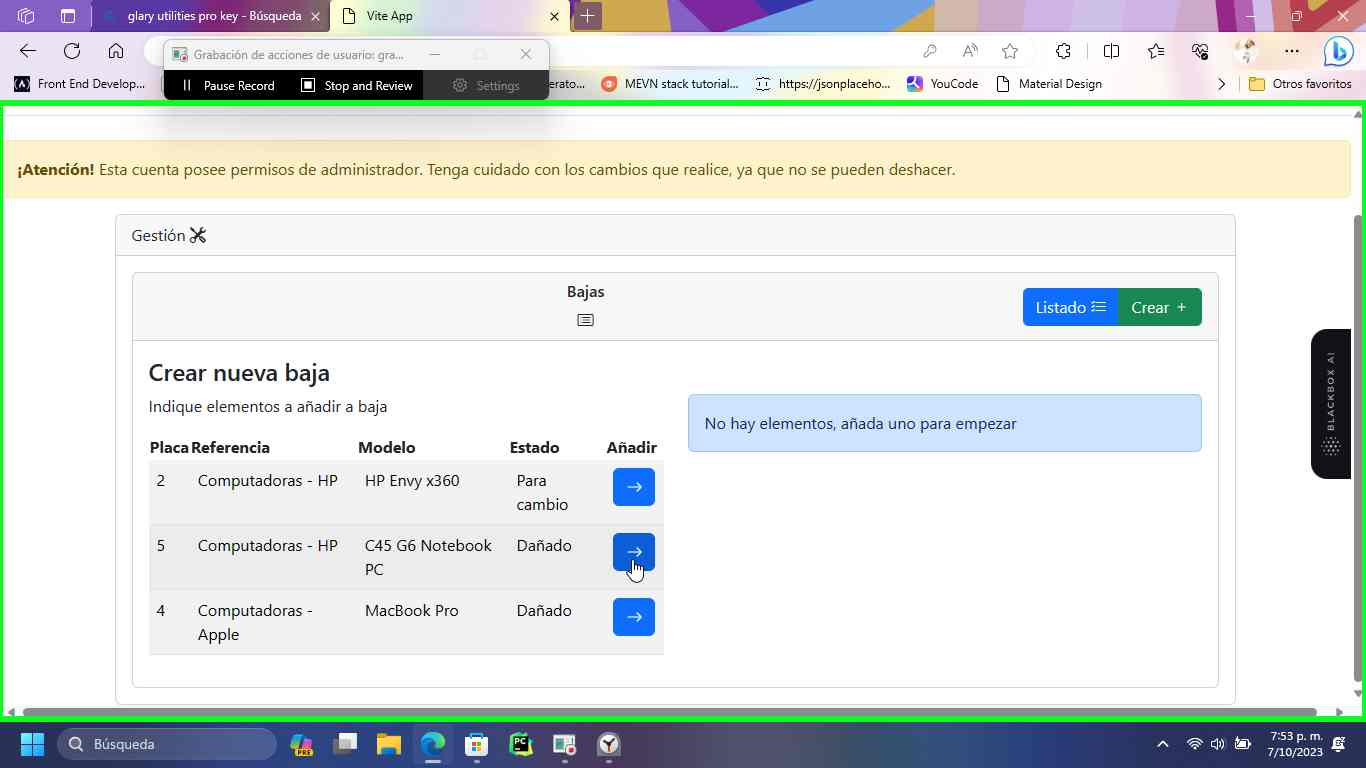 glary utilities pro key - Búsqueda
Vite App
Grabación de acciones de usuario: gra...
Pause Record
Stop and Review
Settings
Front End Develop...
erato...
MEVN stack tutorial...
https://jsonplaceho...
YouCode
Material Design
Otros favoritos
¡Atención! Esta cuenta posee permisos de administrador. Tenga cuidado con los cambios que realice, ya que no se pueden deshacer.
Gestión
Bajas
Listado
Crear +
Crear nueva baja
Indique elementos a añadir a baja
No hay elementos, añada uno para empezar
Placa Referencia Modelo Estado Añadir
2 Computadoras - HP HP Envy x360 Para
cambio
5 Computadoras - HP C45 G6 Notebook Dañado
PC
4 Computadoras - MacBook Pro Dañado
Apple
BLACKBOX AI
Búsqueda
PRE
PC
7:53 p. m.
7/10/2023